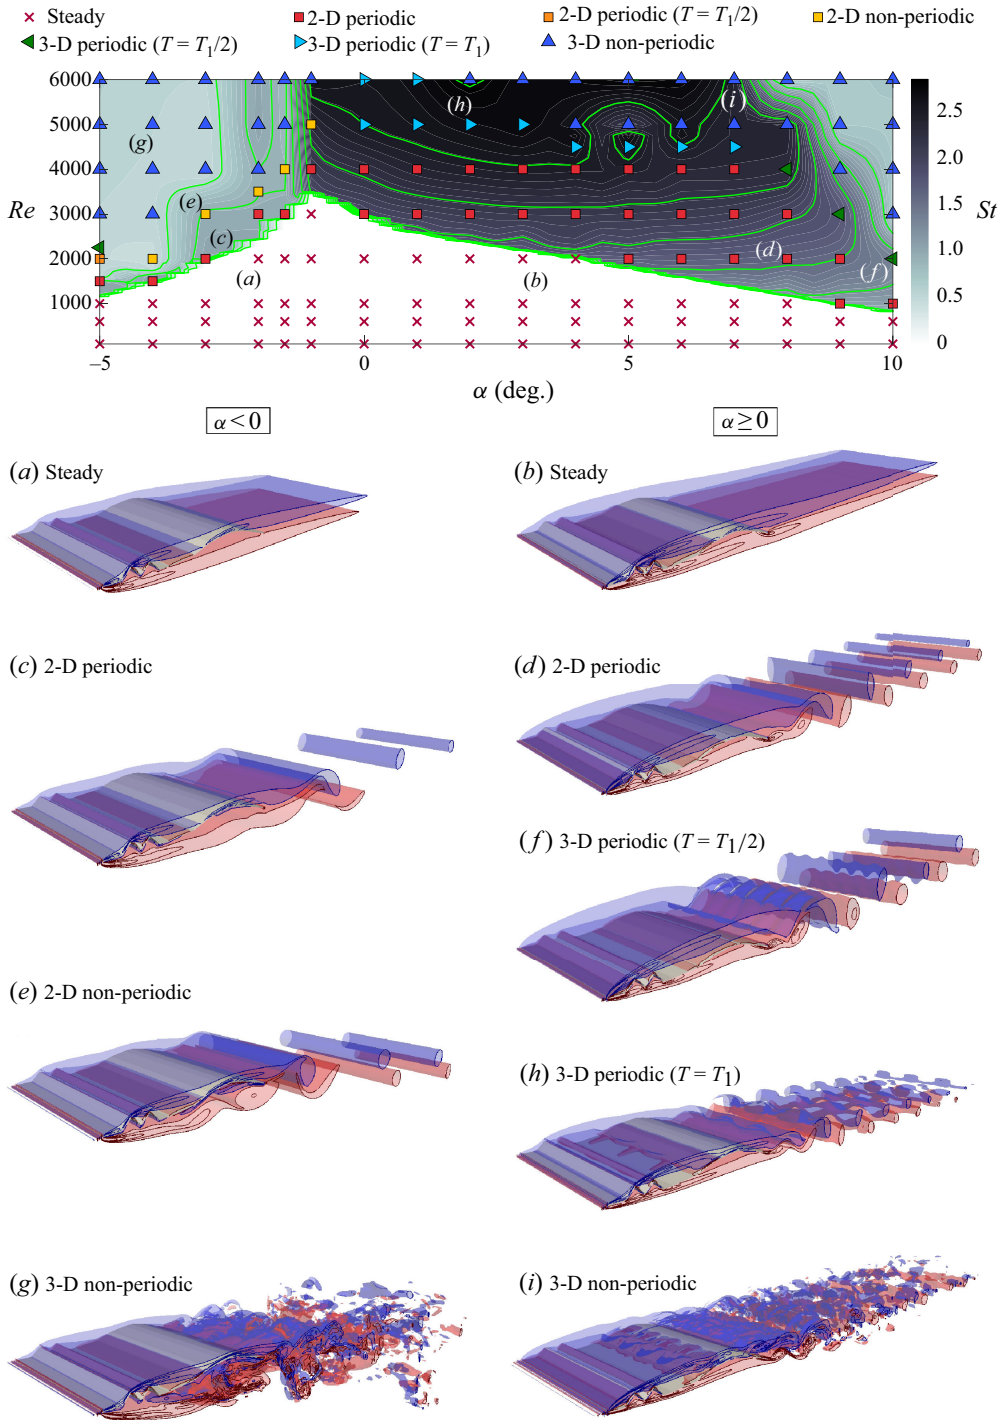 Steady 2-D periodic 2-D periodic (T = T1/2) 2-D non-periodic
3-D periodic (T = T1/2) 3-D periodic (T = T1) 3-D non-periodic
6000
5000
4000
Re 3000
2000
1000
(g)
(e)
(c)
(a)
(h)
(b)
(i)
(d)
(f)
−5 0 5 10
α (deg.)
2.5
2.0
St
1.5
1.0
0.5
0
α < 0 α ≥ 0
(a) Steady (b) Steady
(c) 2-D periodic (d) 2-D periodic
(f) 3-D periodic (T = T1/2)
(e) 2-D non-periodic
(h) 3-D periodic (T = T1)
(g) 3-D non-periodic (i) 3-D non-periodic